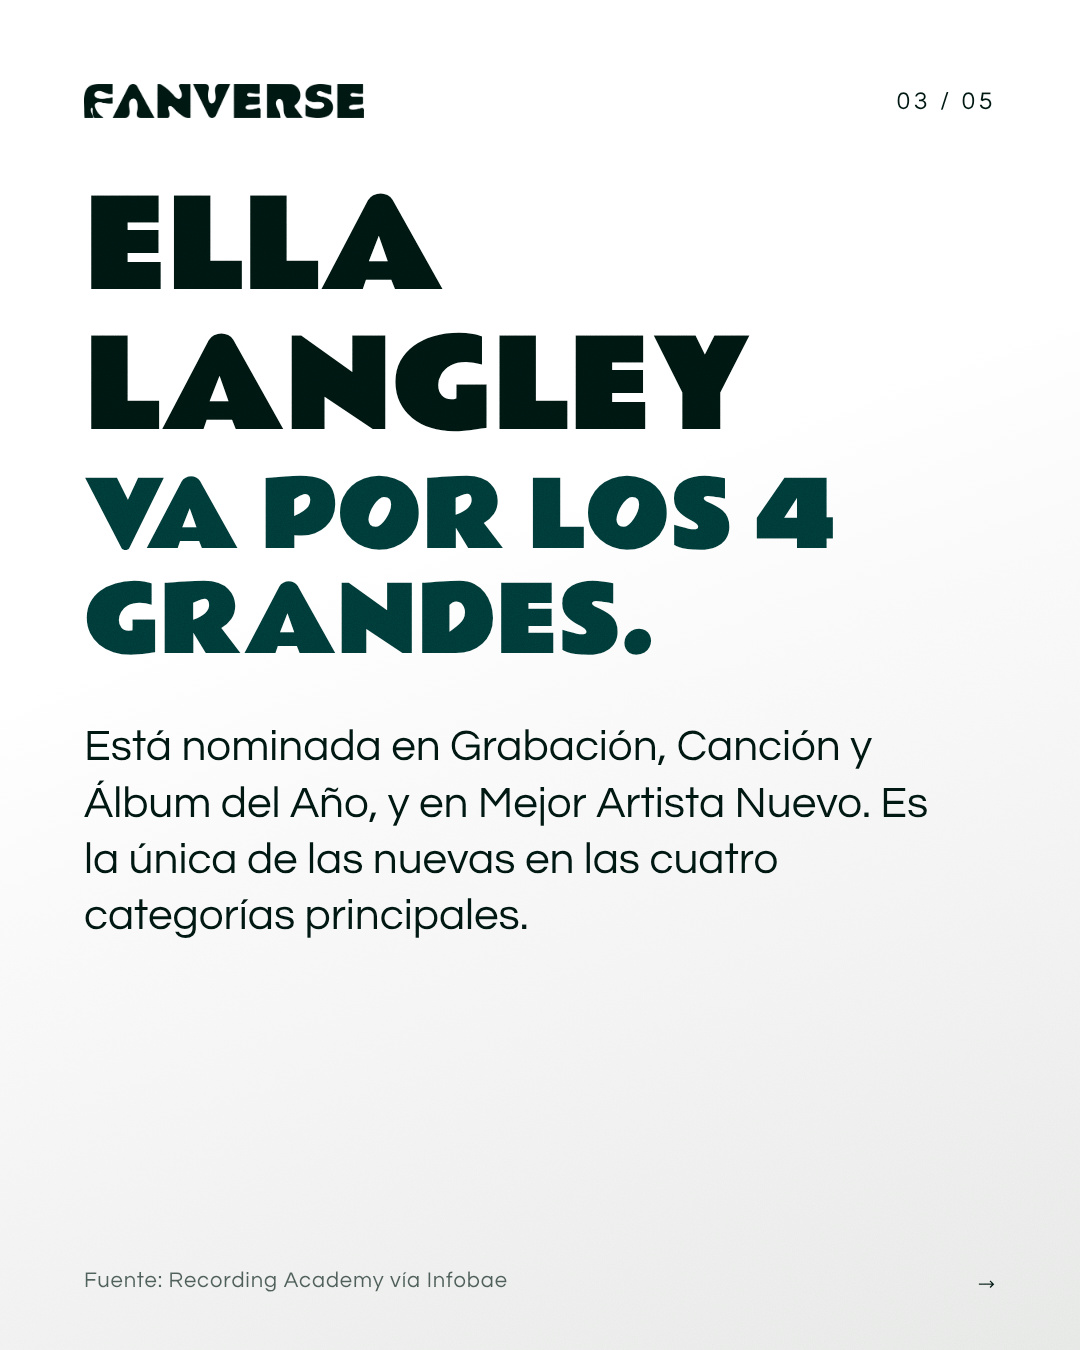 FANVERSE
03 / 05
ELLA
LANGLEY
VA POR LOS 4
GRANDES.
Está nominada en Grabación, Canción y
Álbum del Año, y en Mejor Artista Nuevo. Es
la única de las nuevas en las cuatro
categorías principales.
Fuente: Recording Academy vía Infobae
→